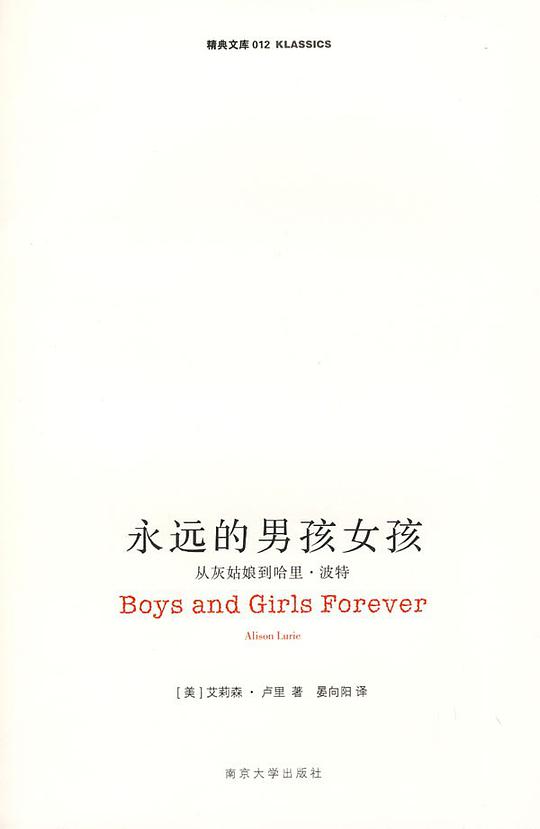 精典文库 012 KLASSICS
永远的男孩女孩
从灰姑娘到哈里·波特
Boys and Girls Forever
Alison Lurie
[美] 艾莉森·卢里 著 晏向阳 译
南京大学出版社